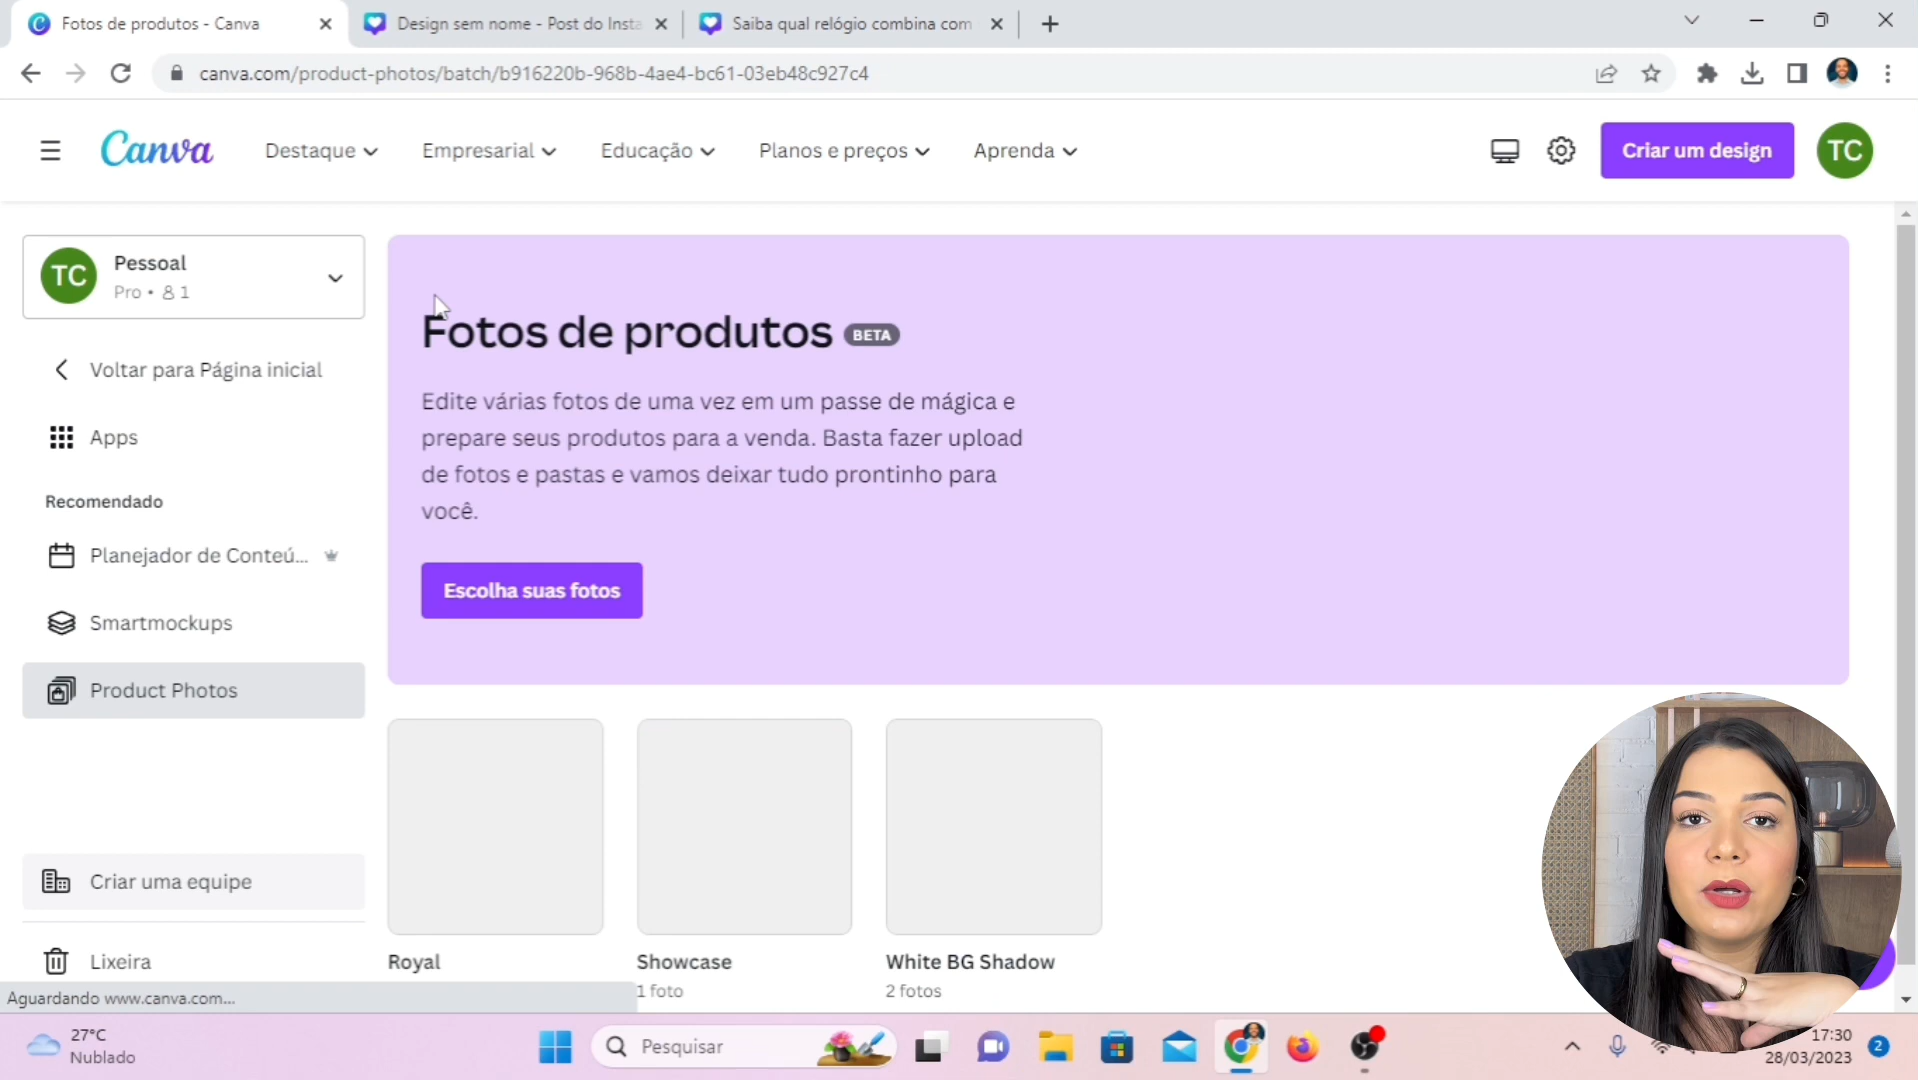 Fotos de produtos - Canva
Design sem nome - Post do Insta
Saiba qual relógio combina com
canva.com/product-photos/batch/b916220b-968b-4ae4-bc61-03eb48c927c4
Canva
Destaque
Empresarial
Educação
Planos e preços
Aprenda
Criar um design
TC
TC
Pessoal
Pro • 1
Voltar para Página inicial
Apps
Recomendado
Planejador de Conteú...
Smartmockups
Product Photos
Criar uma equipe
Lixeira
Fotos de produtos BETA
Edite várias fotos de uma vez em um passe de mágica e
prepare seus produtos para a venda. Basta fazer upload
de fotos e pastas e vamos deixar tudo prontinho para
você.
Escolha suas fotos
Royal
Showcase
1 foto
White BG Shadow
2 fotos
Aguardando www.canva.com...
27°C
Nublado
Pesquisar
17:30
28/03/2023
2